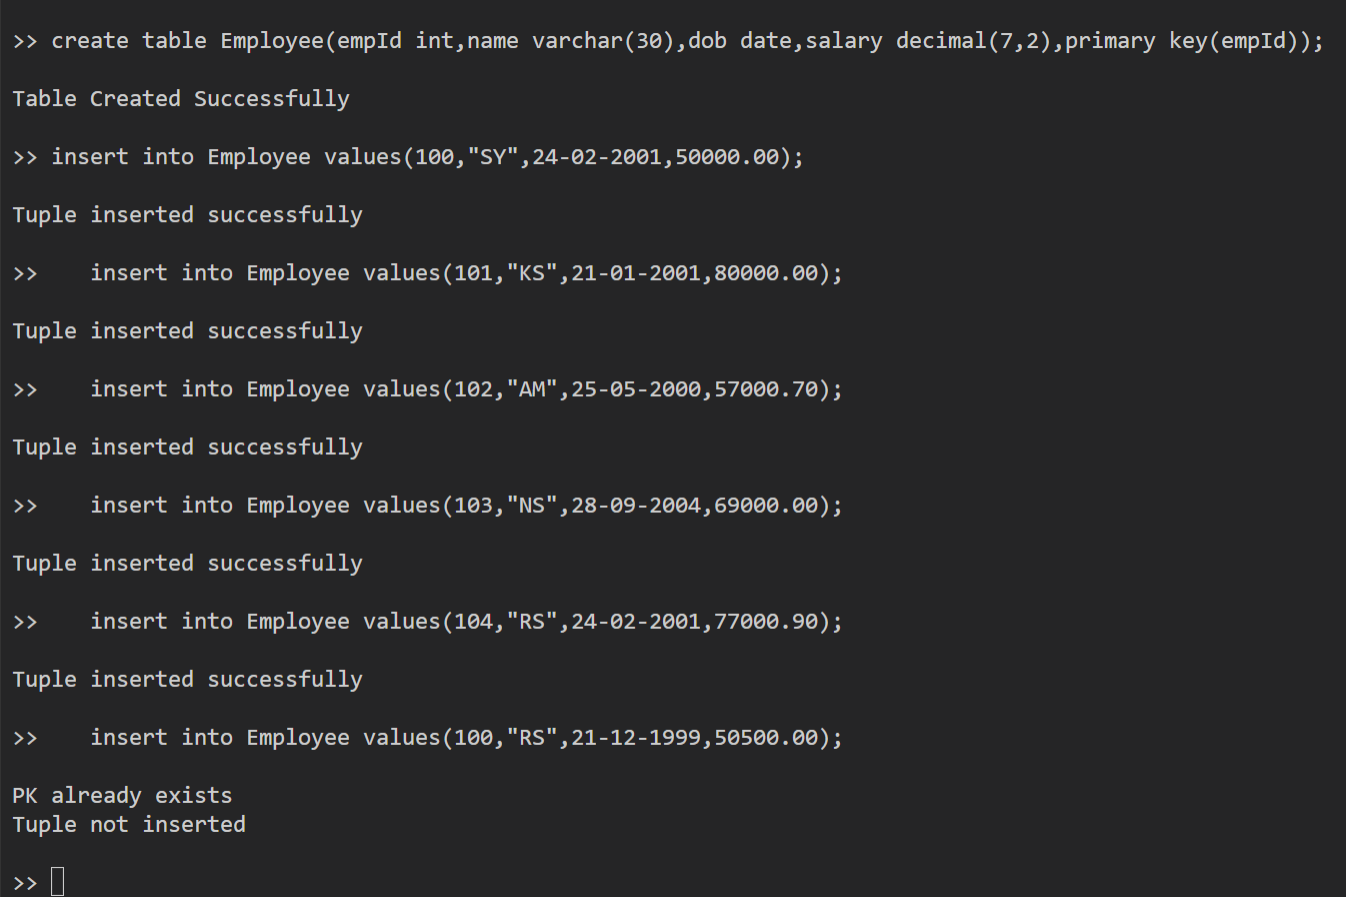 >> create table Employee(empId int,name varchar(30),dob date,salary decimal(7,2),primary key(empId));
Table Created Successfully
>> insert into Employee values(100,"SY",24-02-2001,50000.00);
Tuple inserted successfully
>>    insert into Employee values(101,"KS",21-01-2001,80000.00);
Tuple inserted successfully
>>    insert into Employee values(102,"AM",25-05-2000,57000.70);
Tuple inserted successfully
>>    insert into Employee values(103,"NS",28-09-2004,69000.00);
Tuple inserted successfully
>>    insert into Employee values(104,"RS",24-02-2001,77000.90);
Tuple inserted successfully
>>    insert into Employee values(100,"RS",21-12-1999,50500.00);
PK already exists
Tuple not inserted
>>